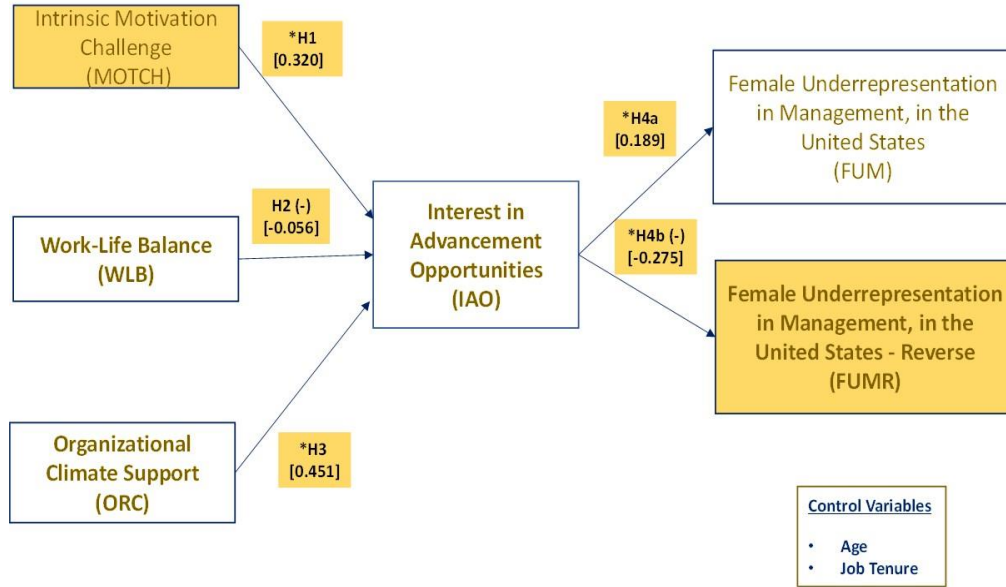 Intrinsic Motivation
Challenge
(MOTCH)
*H1
[0.320]
Female Underrepresentation
in Management, in the
United States
(FUM)
*H4a
[0.189]
H2 (-)
[-0.056]
Work-Life Balance
(WLB)
Interest in
Advancement
Opportunities
(IAO)
*H4b (-)
[-0.275]
Female Underrepresentation
in Management, in the
United States - Reverse
(FUMR)
Organizational
Climate Support
(ORC)
*H3
[0.451]
Control Variables
• Age
• Job Tenure